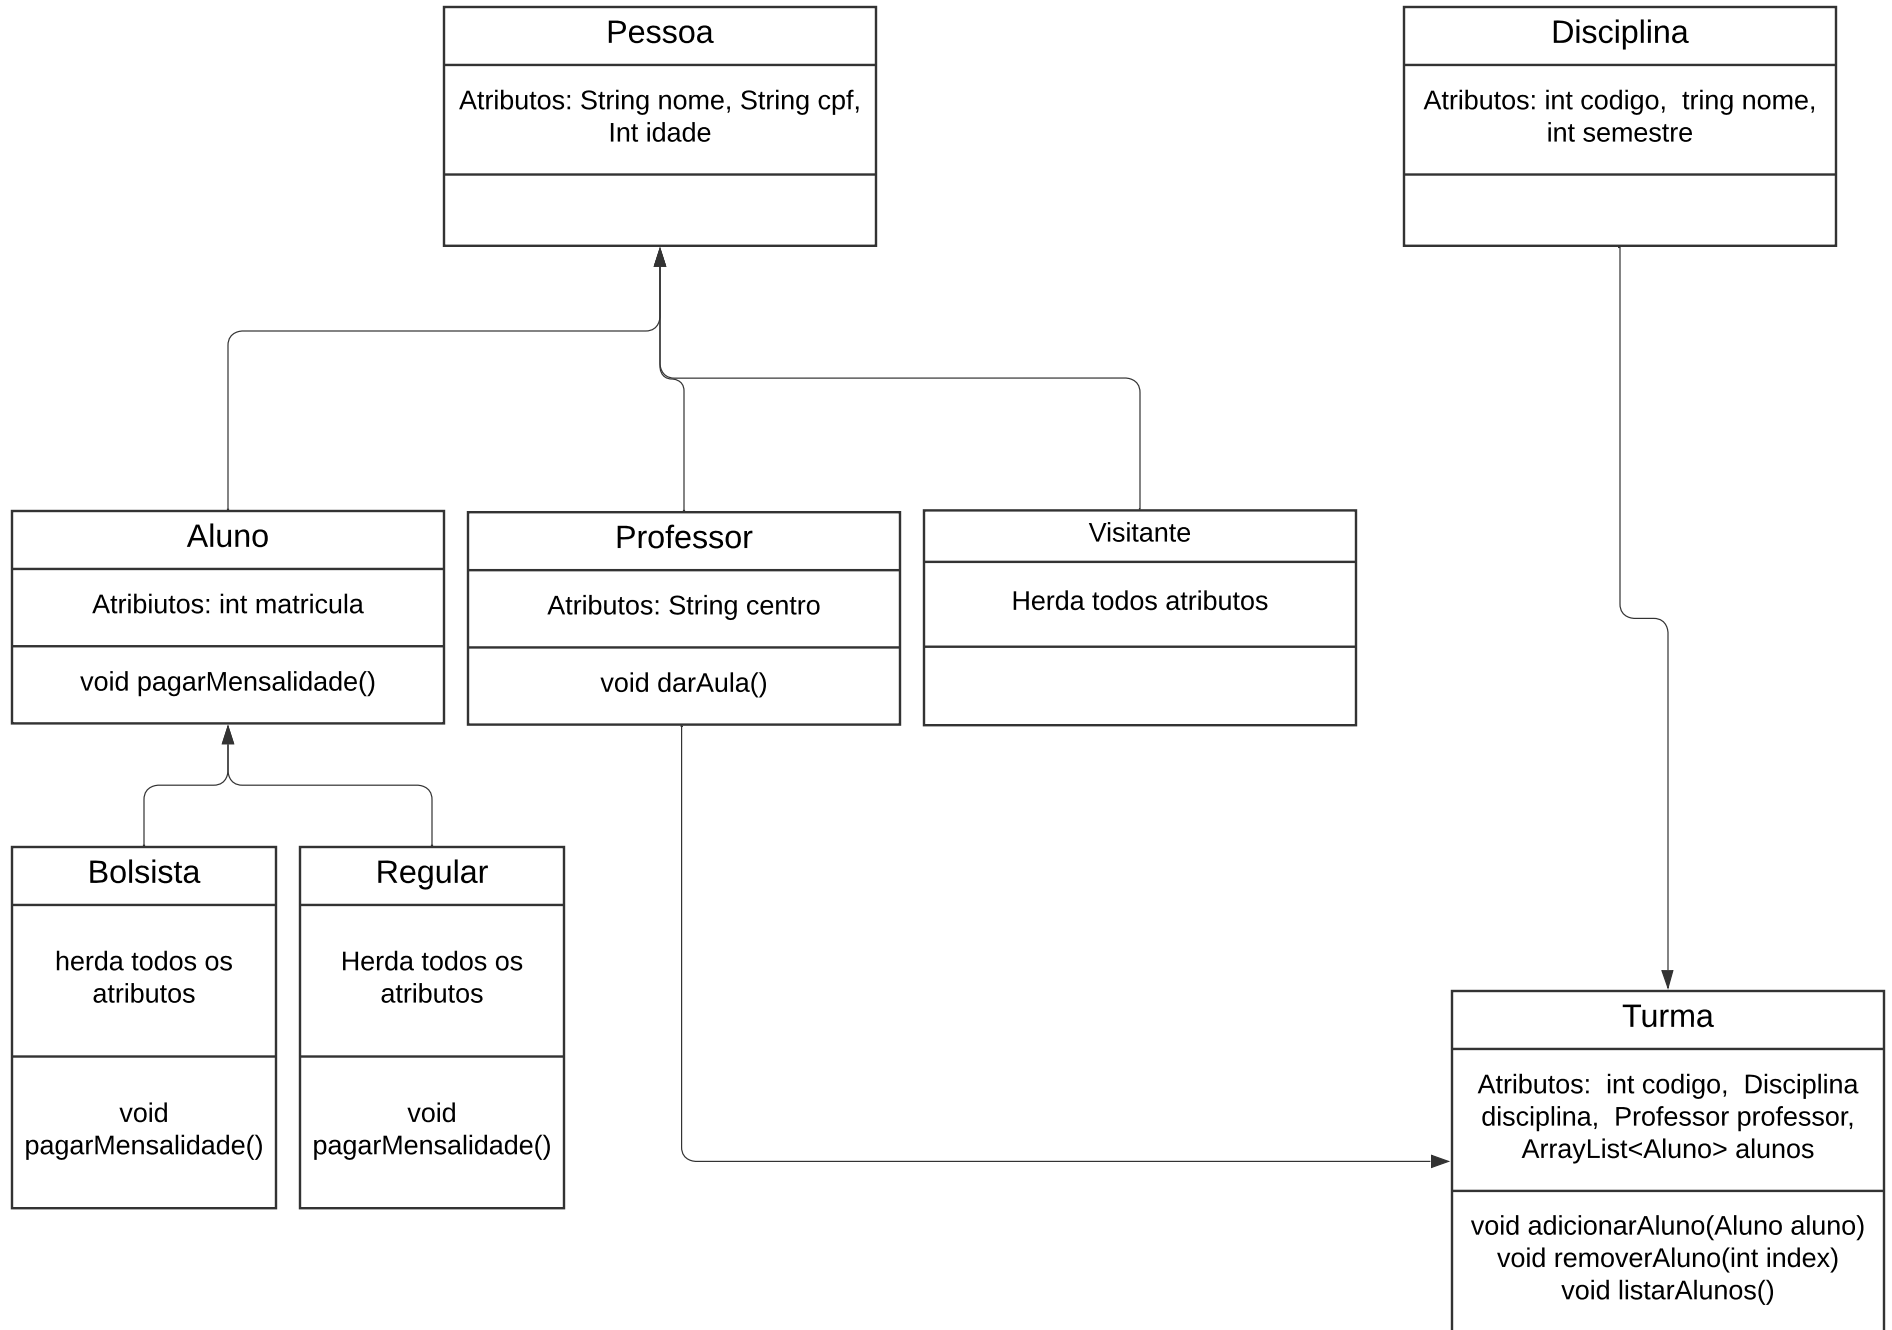 Pessoa
Atributos: String nome, String cpf,
Int idade
Disciplina
Atributos: int codigo,  tring nome,
int semestre
Aluno
Atribiutos: int matricula
void pagarMensalidade()
Professor
Atributos: String centro
void darAula()
Visitante
Herda todos atributos
Bolsista
herda todos os
atributos
void
pagarMensalidade()
Regular
Herda todos os
atributos
void
pagarMensalidade()
Turma
Atributos:  int codigo,  Disciplina
disciplina,  Professor professor,
ArrayList<Aluno> alunos
void adicionarAluno(Aluno aluno)
void removerAluno(int index)
void listarAlunos()